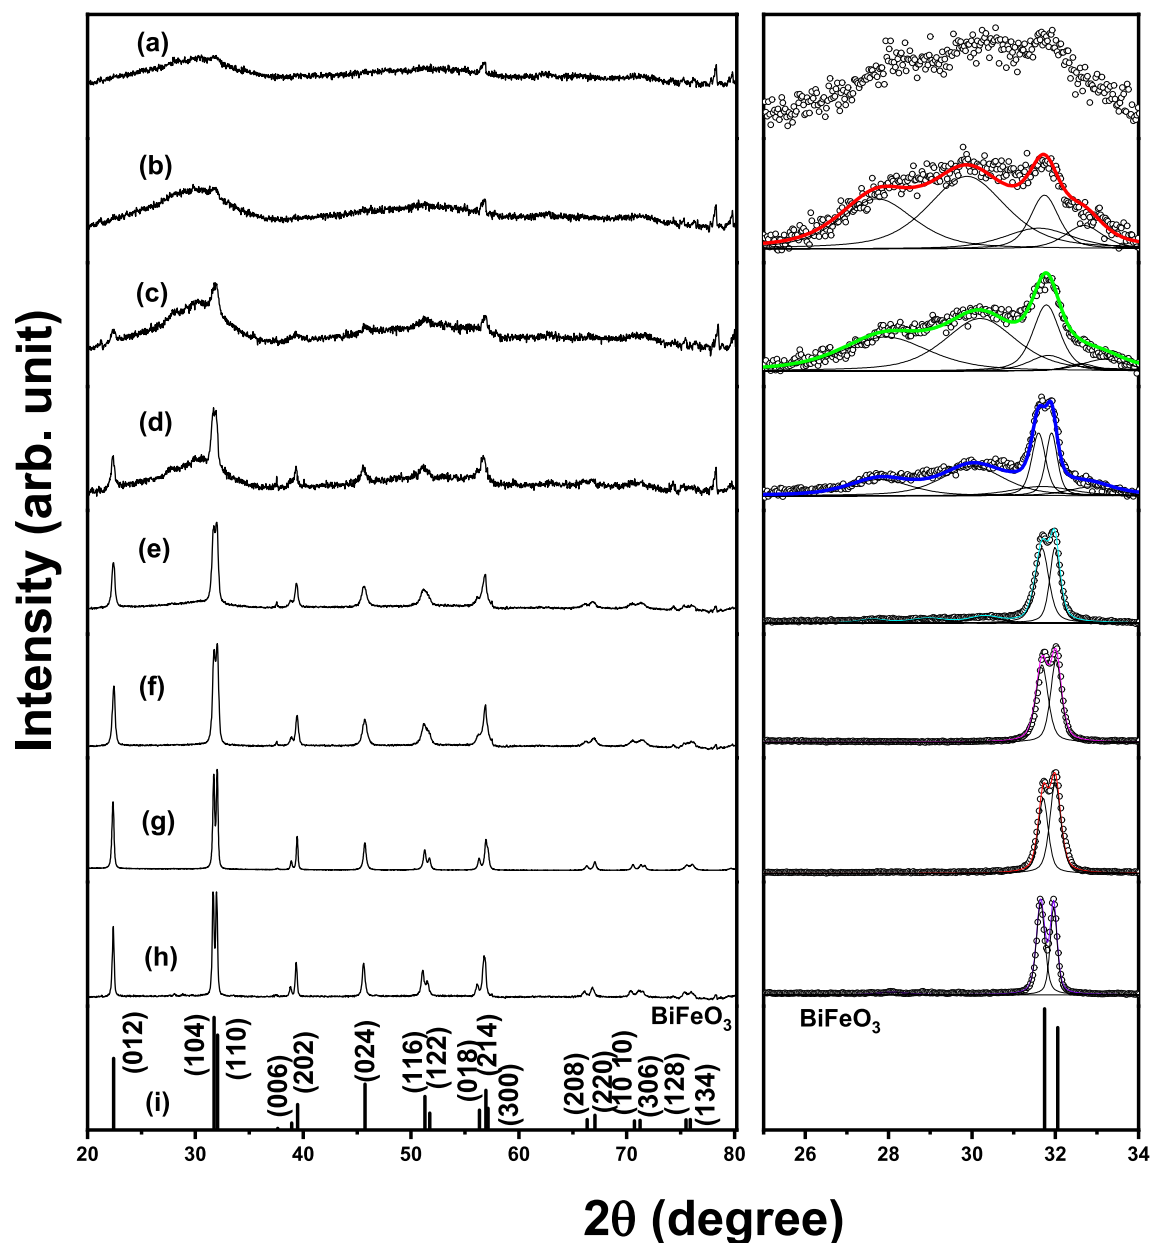 Intensity (arb. unit)
(a)
(b)
(c)
(d)
(e)
(f)
(g)
(h)
(i)
BiFeO3
BiFeO3
(012)
(104)
(110)
(006)
(202)
(024)
(116)
(122)
(018)
(214)
(300)
(208)
(220)
(10 10)
(306)
(128)
(134)
20 30 40 50 60 70 80
26 28 30 32 34
2θ (degree)